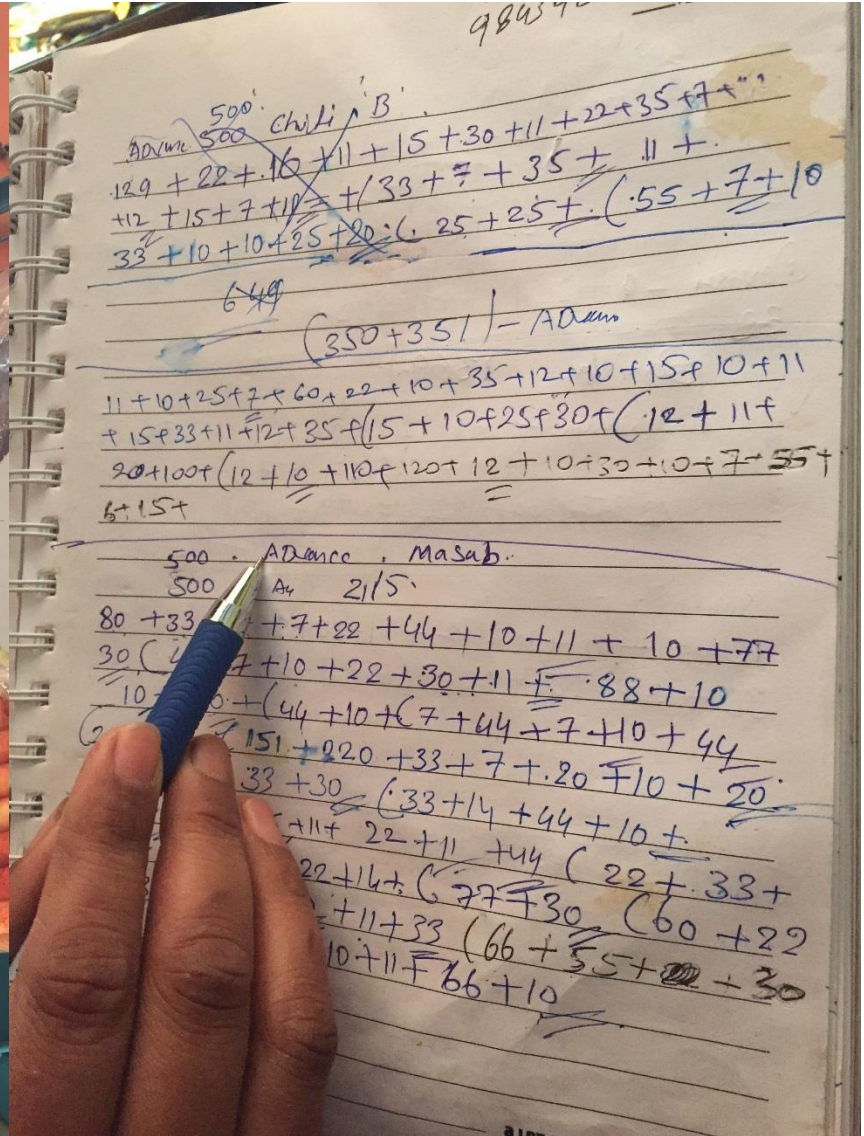 500
Advance 500 Chili 'B'
129 + 22 + 16 + 11 + 15 + 30 + 11 + 22 + 35 + 7 + "
+12 + 15 + 7 + 11 = + ( 33 + 7 + 35 + 11 +
33 + 10 + 10 + 25 + 20 ( 25 + 25 + ( 55 + 7 + 10
649
(350+351) -
11 + 10 + 25 + 7 + 60 + 22 + 10 + 35 + 12 + 10 + 15 + 10 + 11
+ 15 + 33 + 11 + 12 + 35 + ( 15 + 10 + 25 + 30 + ( 12 + 11 +
20 + 100 + ( 12 + 10 + 110 + 120 + 12 + 10 + 30 + 10 + 7 + 55 +
6 + 15 +
500 . Advance . Masab.
500 21/5
80 + 33 + 7 + 22 + 44 + 10 + 11 + 10 + 77
30 ( 7 + 10 + 22 + 30 + 11 + 88 + 10
10 + ( 44 + 10 + ( 7 + 44 + 7 + 10 + 44
( 151 + 220 + 33 + 7 + 20 + 10 + 20
33 + 30 ( 33 + 14 + 44 + 10 +
+ 11 + 22 + 11 + 44 ( 22 + 33 +
22 + 14 + ( 77 + 30 ( 60 + 22
+ 11 + 33 ( 66 + 55 + + 30
10 + 11 + 66 + 10